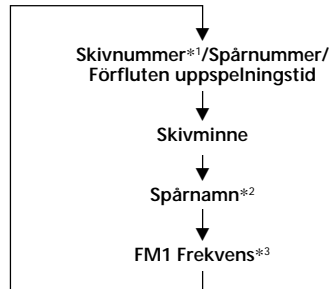 Skivnummer*1/Spårnummer/
Förfluten uppspelningstid
Skivminne
Spårnamn*2
FM1 Frekvens*3